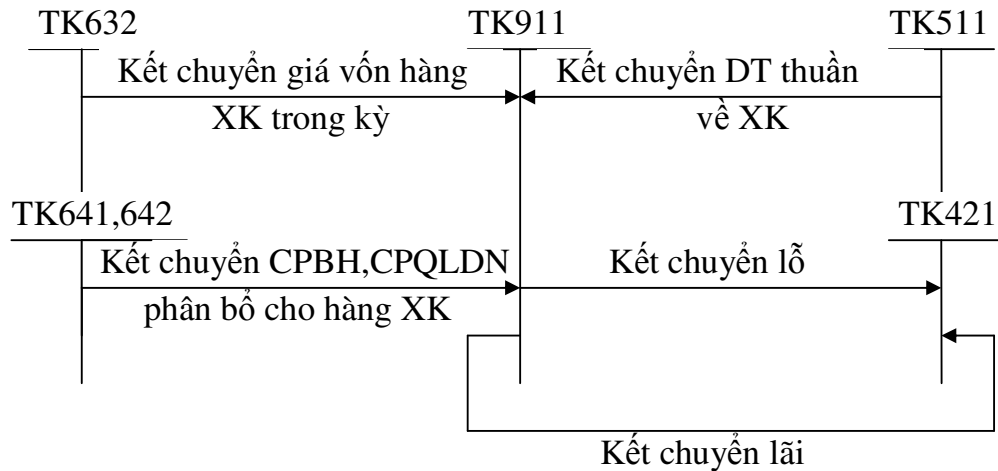 TK632 TK911 TK511
Kết chuyển giá vốn hàng Kết chuyển DT thuần
XK trong kỳ về XK
TK641,642 TK421
Kết chuyển CPBH,CPQLDN Kết chuyển lỗ
phân bổ cho hàng XK
Kết chuyển lãi